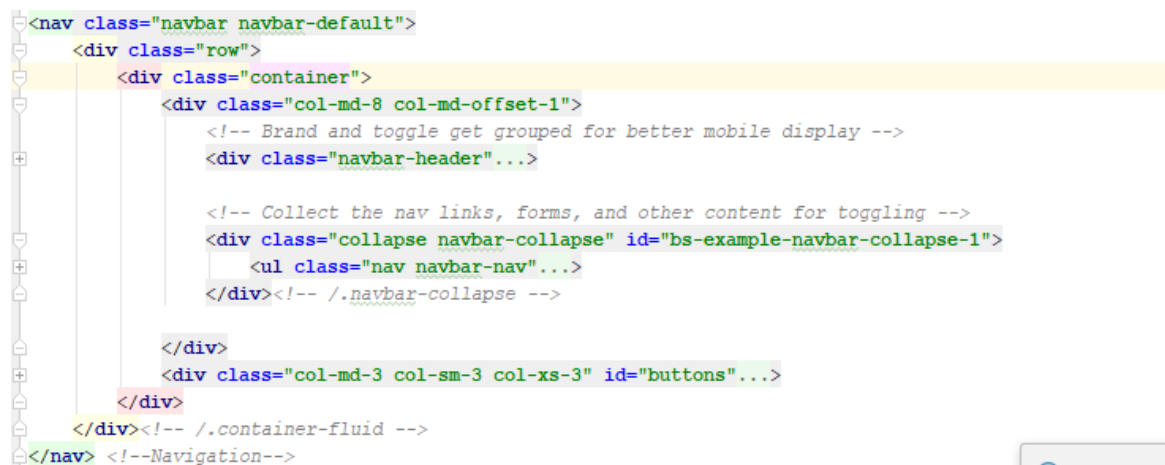 <nav class="navbar navbar-default">
<div class="row">
<div class="container">
<div class="col-md-8 col-md-offset-1">
<!-- Brand and toggle get grouped for better mobile display -->
<div class="navbar-header"...>
<!-- Collect the nav links, forms, and other content for toggling -->
<div class="collapse navbar-collapse" id="bs-example-navbar-collapse-1">
<ul class="nav navbar-nav"...>
</div><!-- /.navbar-collapse -->
</div>
<div class="col-md-3 col-sm-3 col-xs-3" id="buttons"...>
</div>
</div><!-- /.container-fluid -->
</nav> <!--Navigation-->